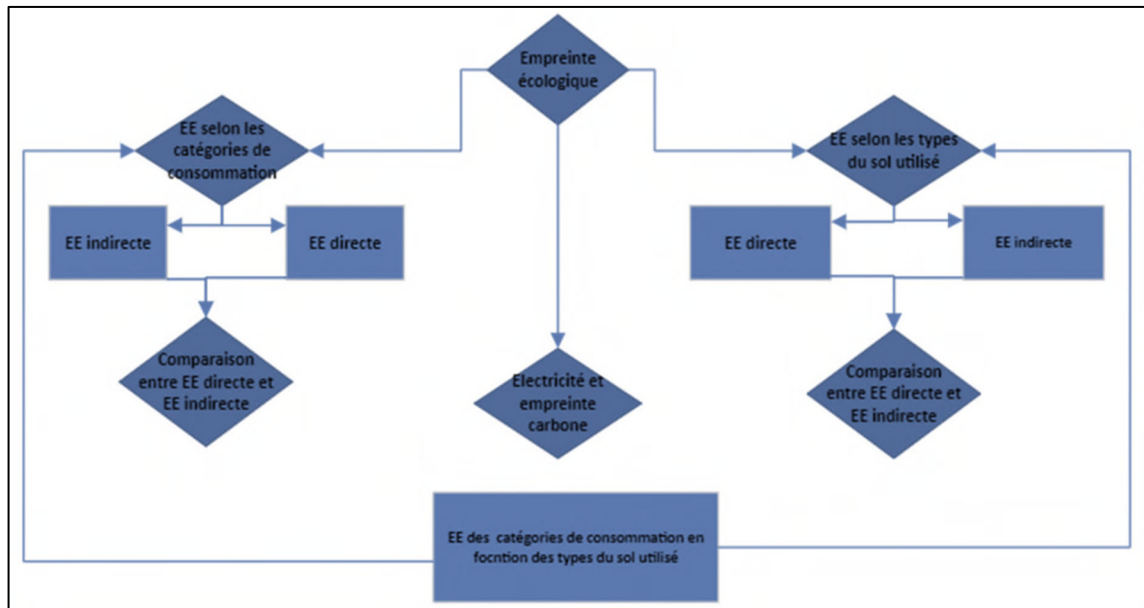 Empreinte
écologique
EE selon les
catégories de
consommation
EE selon les types
du sol utilisé
EE indirecte
EE directe
EE directe
EE indirecte
Comparaison
entre EE directe et
EE indirecte
Electricité et
empreinte
carbone
Comparaison
entre EE directe et
EE indirecte
EE des catégories de consommation en
focntion des types du sol utilisé